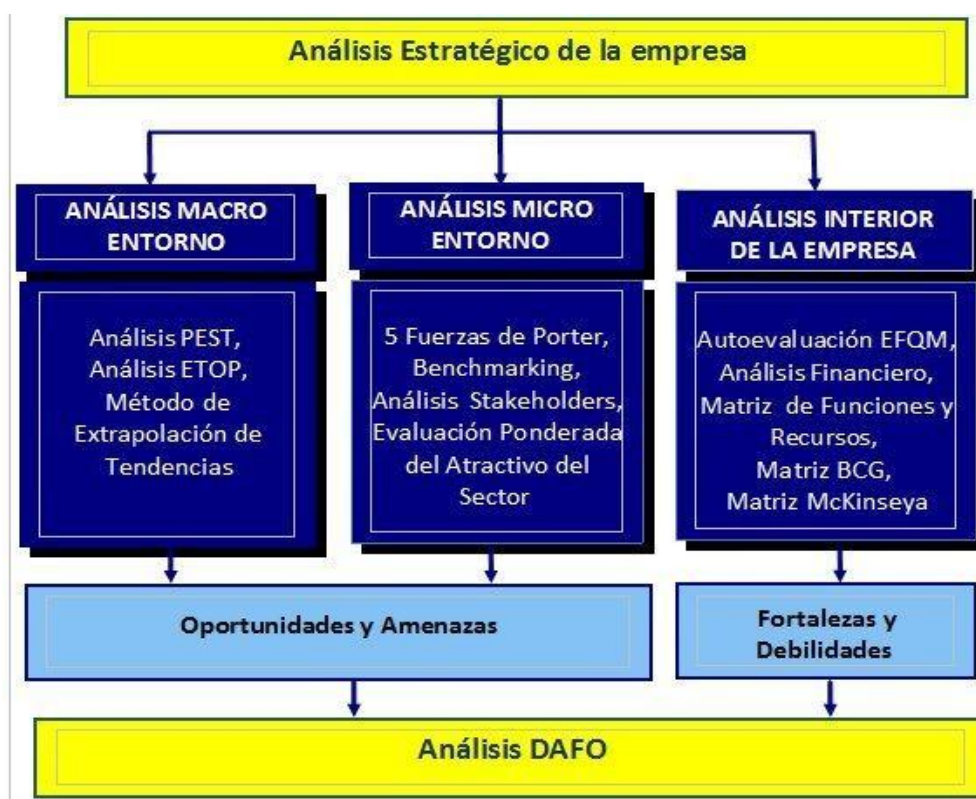 Análisis Estratégico de la empresa
ANÁLISIS MACRO
ENTORNO
Análisis PEST,
Análisis ETOP,
Método de
Extrapolación de
Tendencias
ANÁLISIS MICRO
ENTORNO
5 Fuerzas de Porter,
Benchmarking,
Análisis Stakeholders,
Evaluación Ponderada
del Atractivo del
Sector
ANÁLISIS INTERIOR
DE LA EMPRESA
Autoevaluación EFQM,
Análisis Financiero,
Matriz de Funciones y
Recursos,
Matriz BCG,
Matriz McKinseya
Oportunidades y Amenazas
Fortalezas y
Debilidades
Análisis DAFO